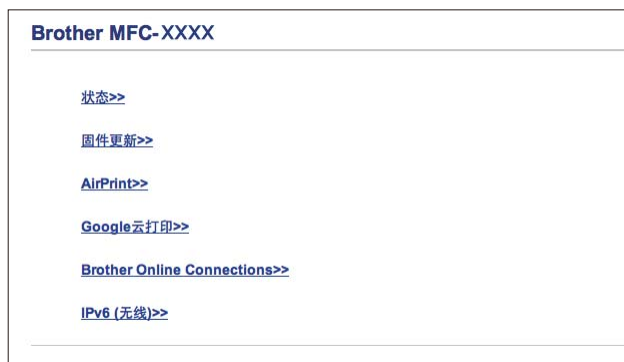 Brother MFC-XXXX
状态>>
固件更新>>
AirPrint>>
Google云打印>>
Brother Online Connections>>
IPv6 (无线)>>